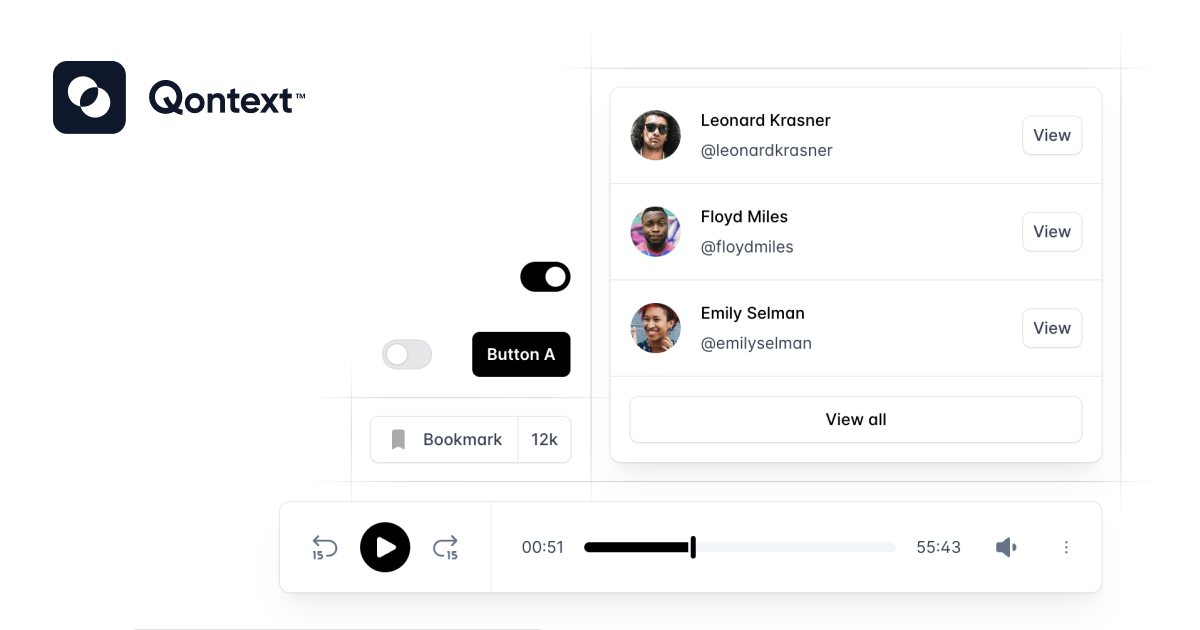 Qontext™
Leonard Krasner
@leonardkrasner
View
Floyd Miles
@floydmiles
View
Emily Selman
@emilyselman
View
View all
Button A
Bookmark 12k
15 15 00:51 55:43